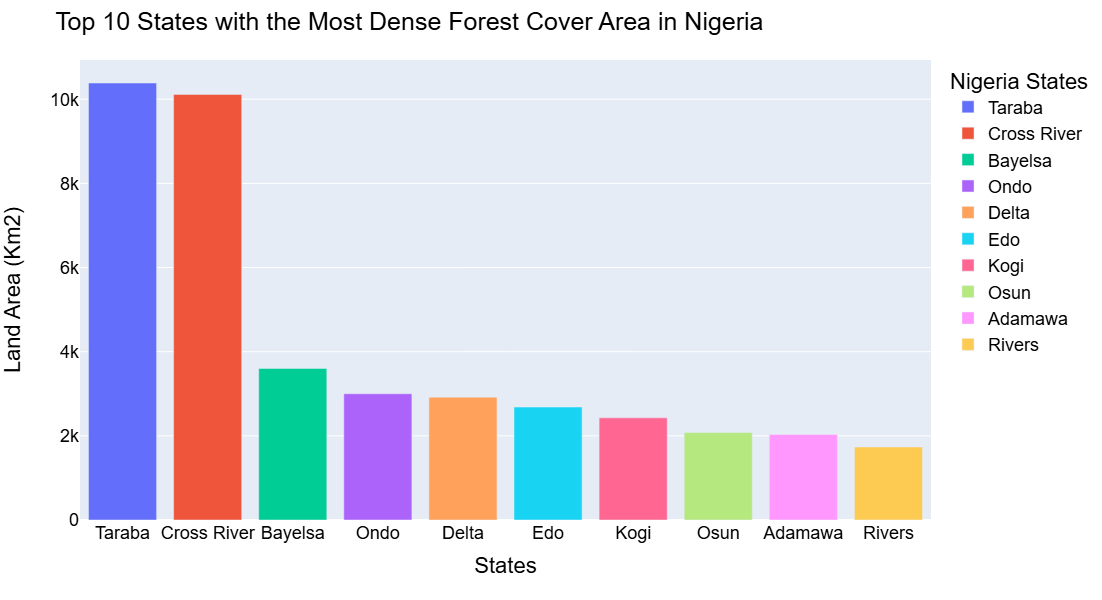 Top 10 States with the Most Dense Forest Cover Area in Nigeria
Land Area (Km2)
10k
8k
6k
4k
2k
0
Taraba Cross River Bayelsa Ondo Delta Edo Kogi Osun Adamawa Rivers
States
Nigeria States
Taraba
Cross River
Bayelsa
Ondo
Delta
Edo
Kogi
Osun
Adamawa
Rivers